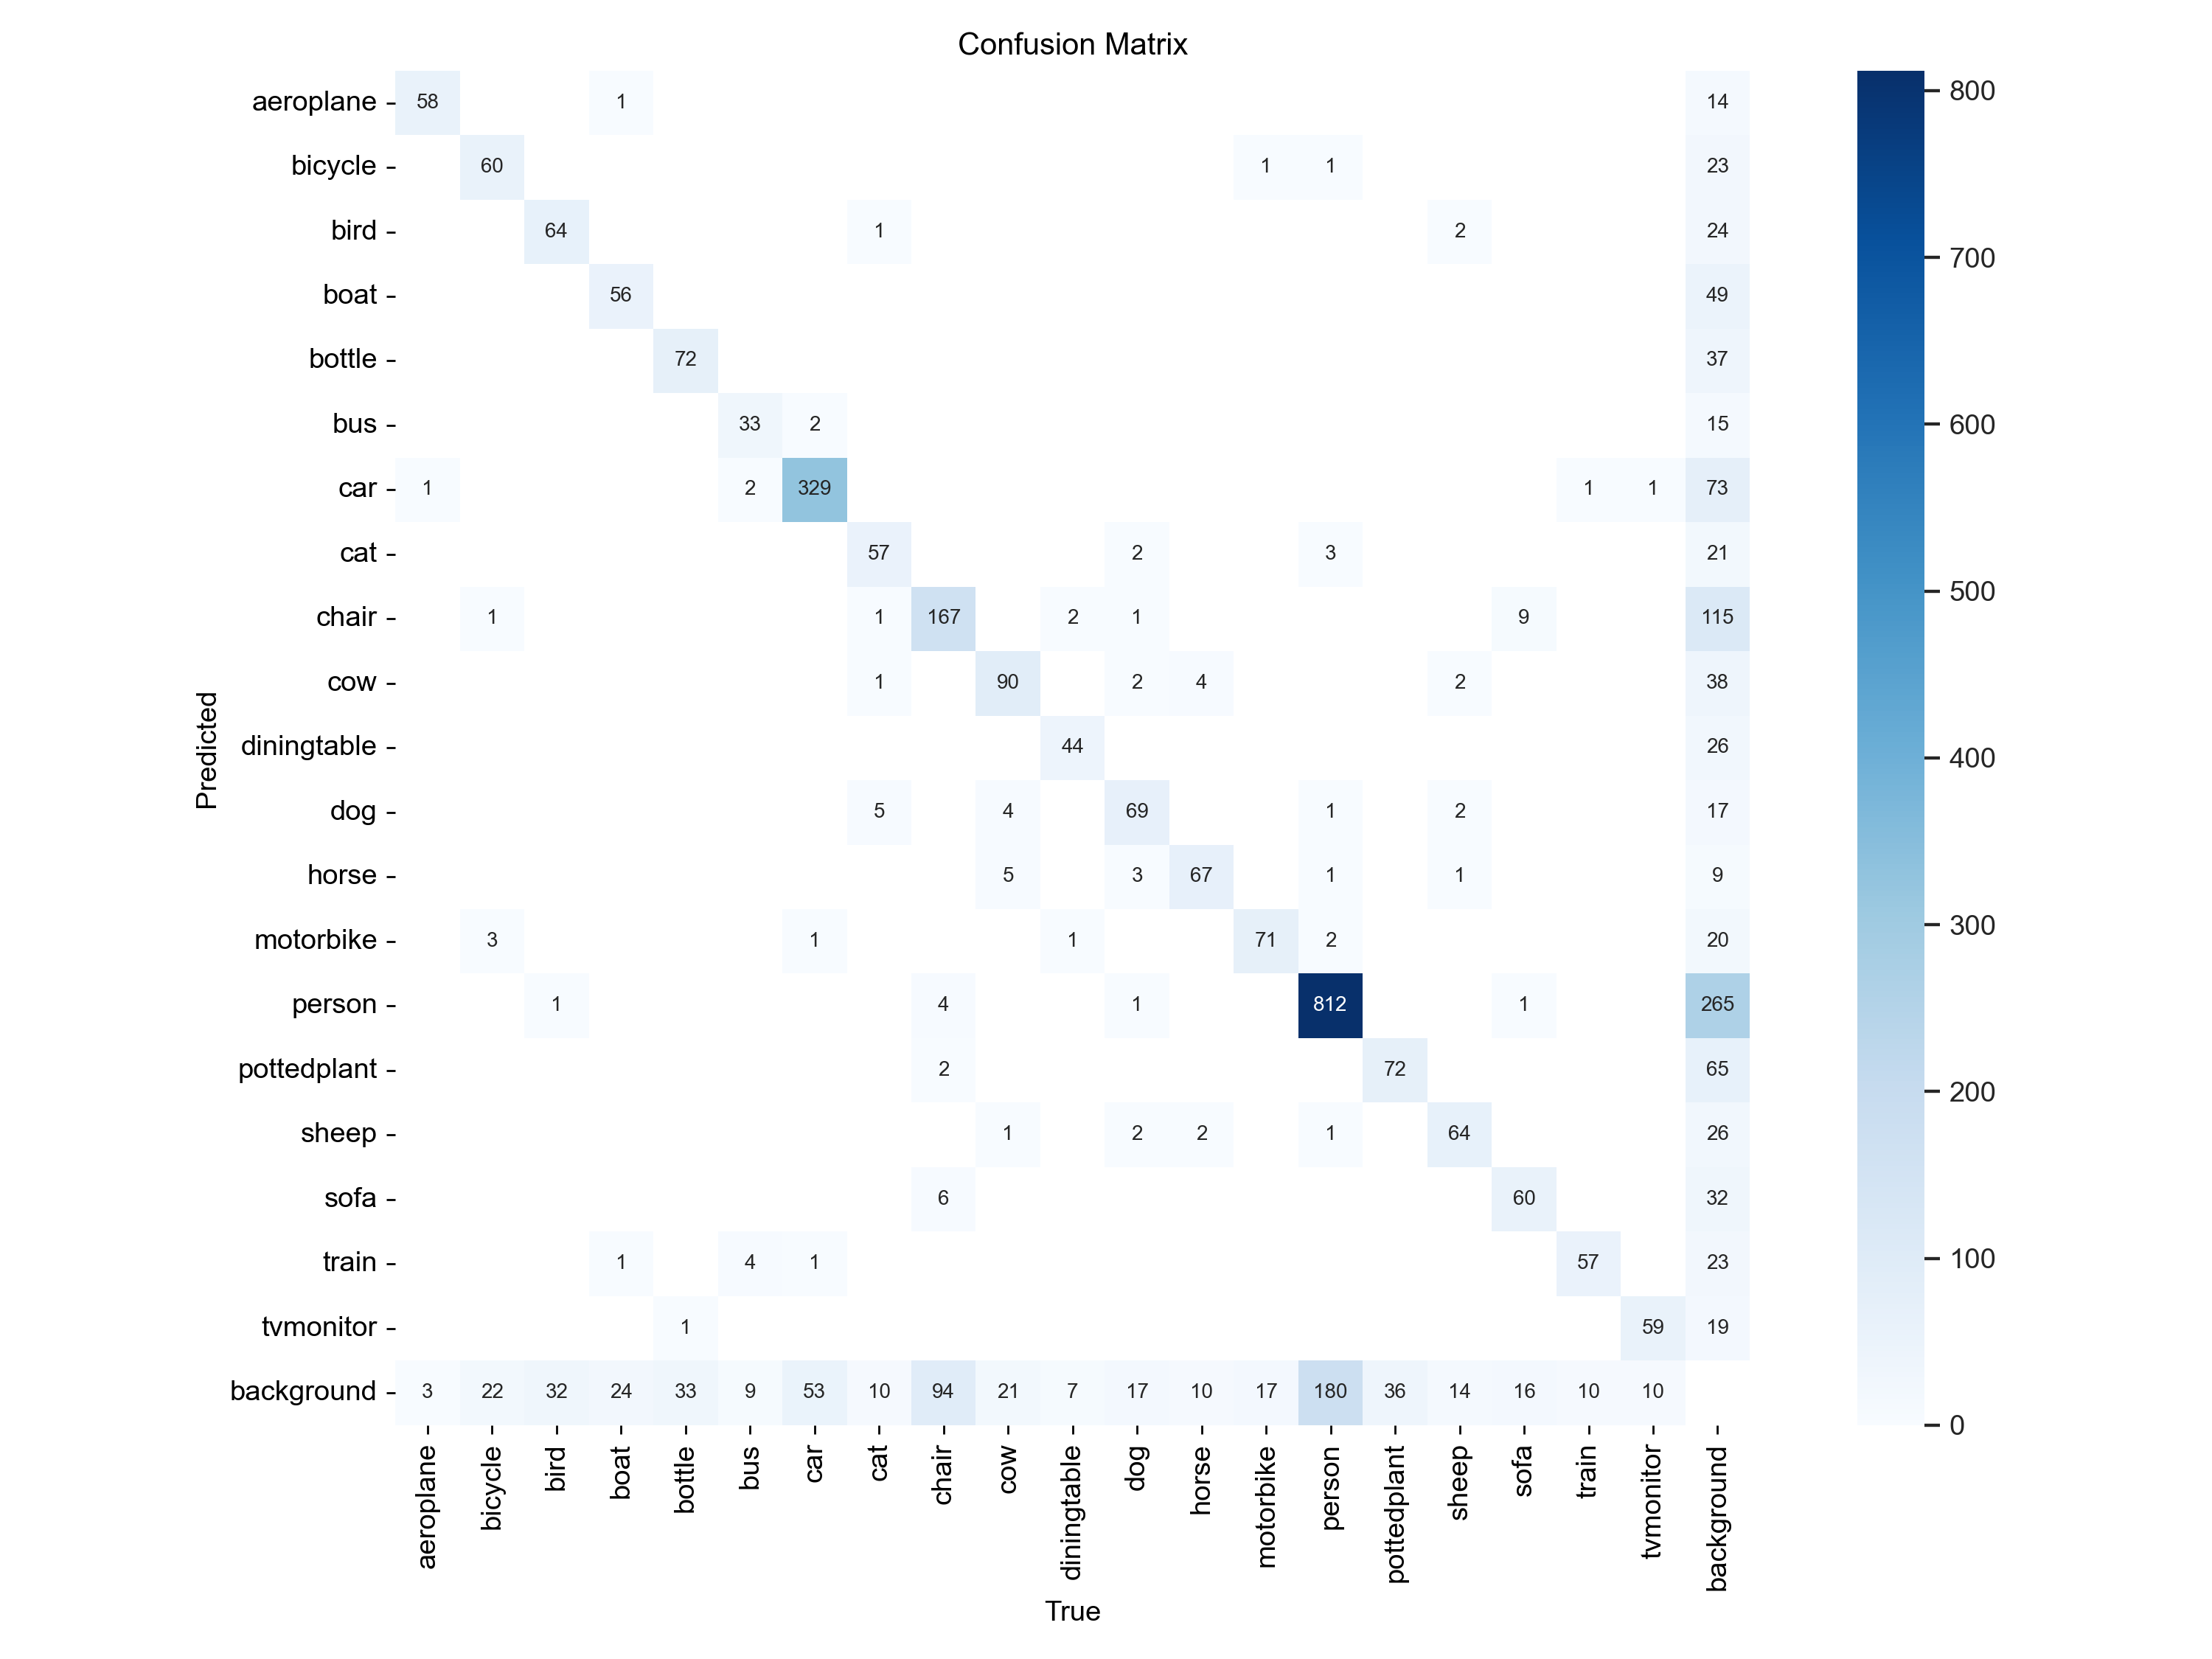 Confusion Matrix
aeroplane 58 1 14 800
bicycle 60 1 1 23
bird 64 1 2 24 700
boat 56 49
bottle 72 37
bus 33 2 15 600
car 1 2 329 1 1 73
cat 57 2 3 21 500
chair 1 1 167 2 1 9 115
cow 1 90 2 4 2 38
Predicted
diningtable 44 26 400
dog 5 4 69 1 2 17
horse 5 3 67 1 1 9 300
motorbike 3 1 1 71 2 20
person 1 4 1 812 1 265
pottedplant 2 72 65 200
sheep 1 2 2 1 64 26
sofa 6 60 32
train 1 4 1 57 23 100
tvmonitor 1 59 19
background 3 22 32 24 33 9 53 10 94 21 7 17 10 17 180 36 14 16 10 10 0
aeroplane bicycle bird boat bottle bus car cat chair cow diningtable dog horse motorbike person pottedplant sheep sofa train tvmonitor background
True